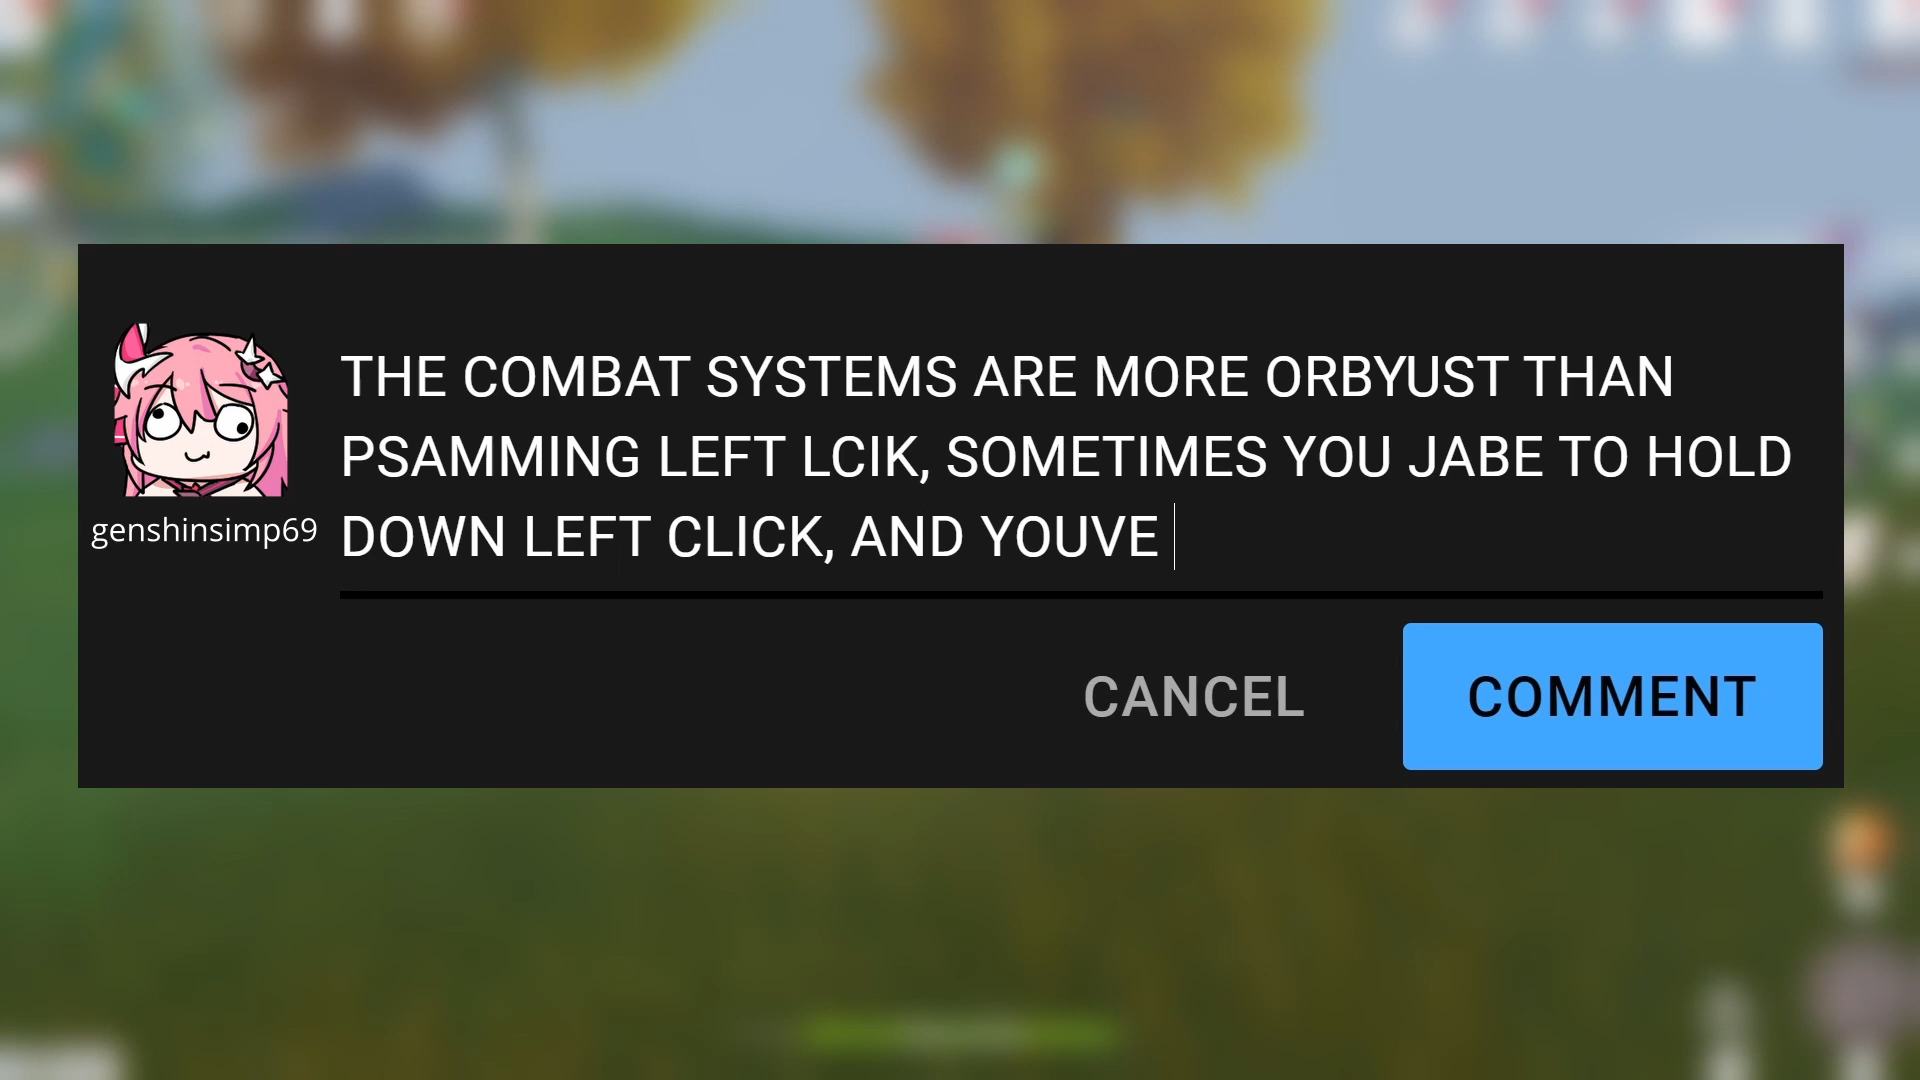 THE COMBAT SYSTEMS ARE MORE ORBYUST THAN
PSAMMING LEFT LCIK, SOMETIMES YOU JABE TO HOLD
DOWN LEFT CLICK, AND YOUVE
genshinsimp69
CANCEL
COMMENT